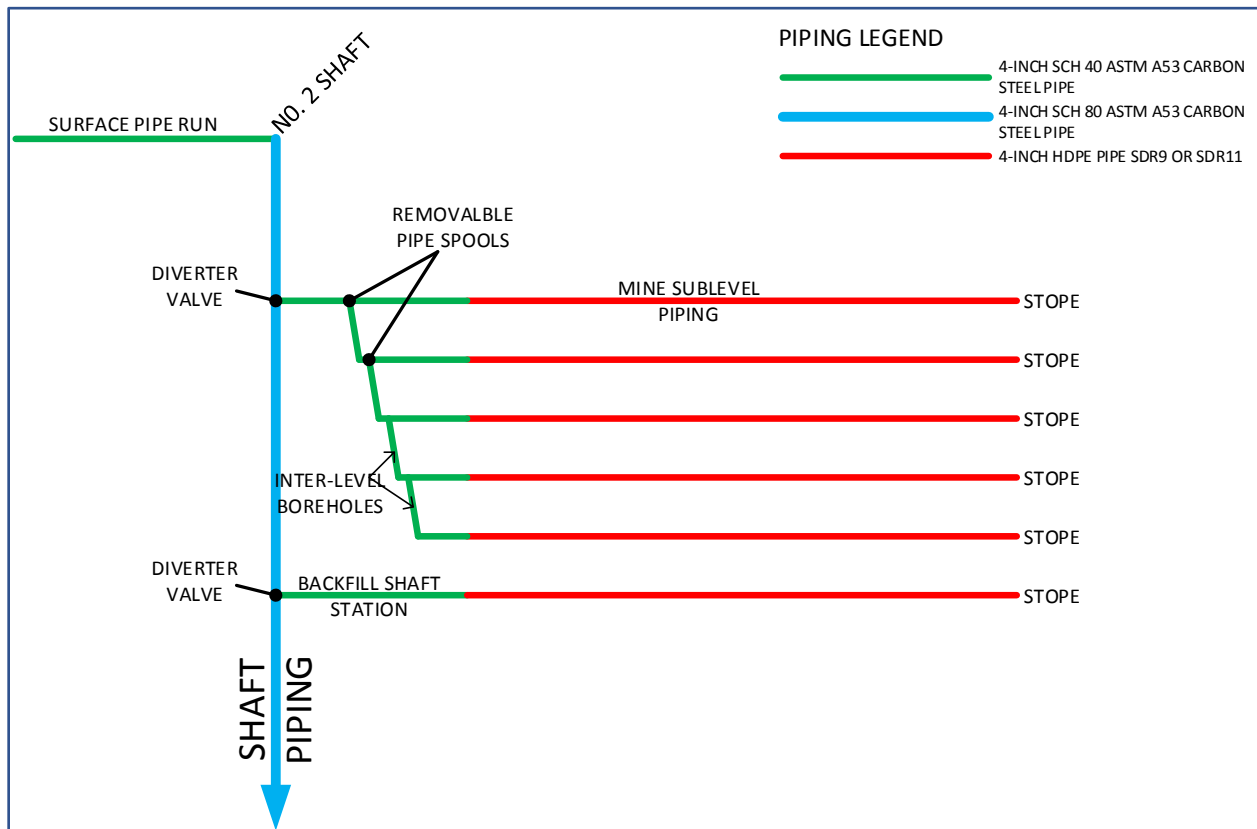 PIPING LEGEND
4-INCH SCH 40 ASTM A53 CARBON
STEEL PIPE
4-INCH SCH 80 ASTM A53 CARBON
STEEL PIPE
4-INCH HDPE PIPE SDR9 OR SDR11
N0. 2 SHAFT
SURFACE PIPE RUN
REMOVALBLE
PIPE SPOOLS
DIVERTER
VALVE
MINE SUBLEVEL
PIPING
STOPE
STOPE
STOPE
INTER-LEVEL
BOREHOLES
STOPE
STOPE
DIVERTER
VALVE
BACKFILL SHAFT
STATION
STOPE
SHAFT
PIPING